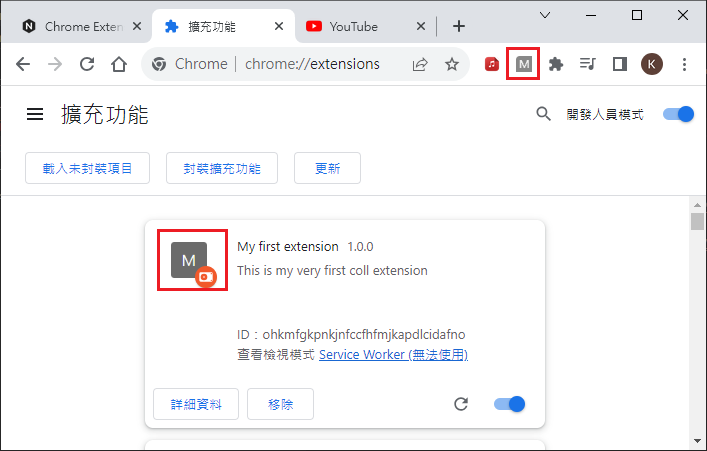 Chrome Exten
擴充功能
YouTube
Chrome
chrome://extensions
M
K
擴充功能
開發人員模式
載入未封裝項目
封裝擴充功能
更新
M
My first extension 1.0.0
This is my very first coll extension
ID：ohkmfgkpnkjnfccfhfmjkapdlcidafno
查看檢視模式 Service Worker (無法使用)
詳細資料
移除